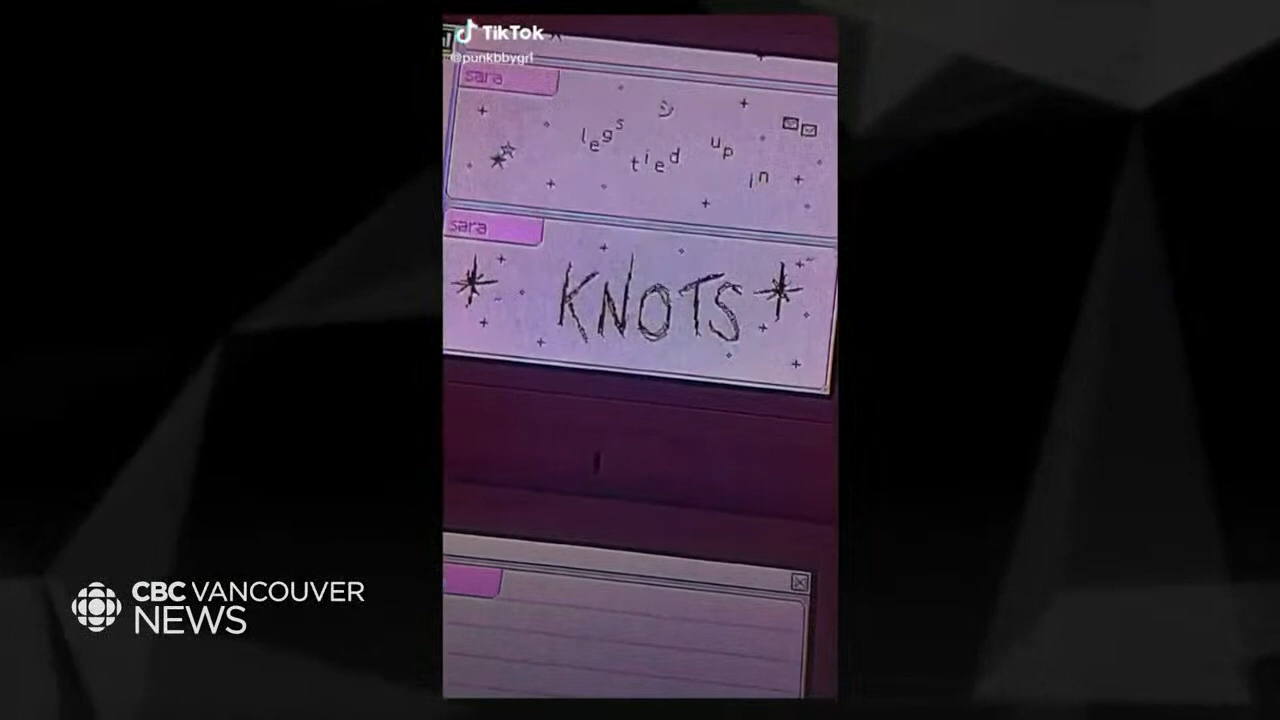 TikTok
@punkbbygrl
sara
legs tied up in
sara
KNOTS
CBC VANCOUVER
NEWS